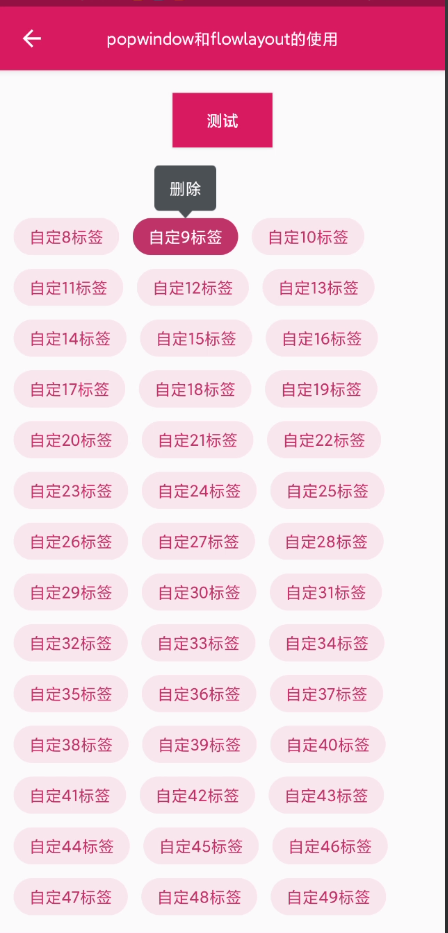 popwindow和flowlayout的使用
测试
删除
自定8标签 自定9标签 自定10标签
自定11标签 自定12标签 自定13标签
自定14标签 自定15标签 自定16标签
自定17标签 自定18标签 自定19标签
自定20标签 自定21标签 自定22标签
自定23标签 自定24标签 自定25标签
自定26标签 自定27标签 自定28标签
自定29标签 自定30标签 自定31标签
自定32标签 自定33标签 自定34标签
自定35标签 自定36标签 自定37标签
自定38标签 自定39标签 自定40标签
自定41标签 自定42标签 自定43标签
自定44标签 自定45标签 自定46标签
自定47标签 自定48标签 自定49标签